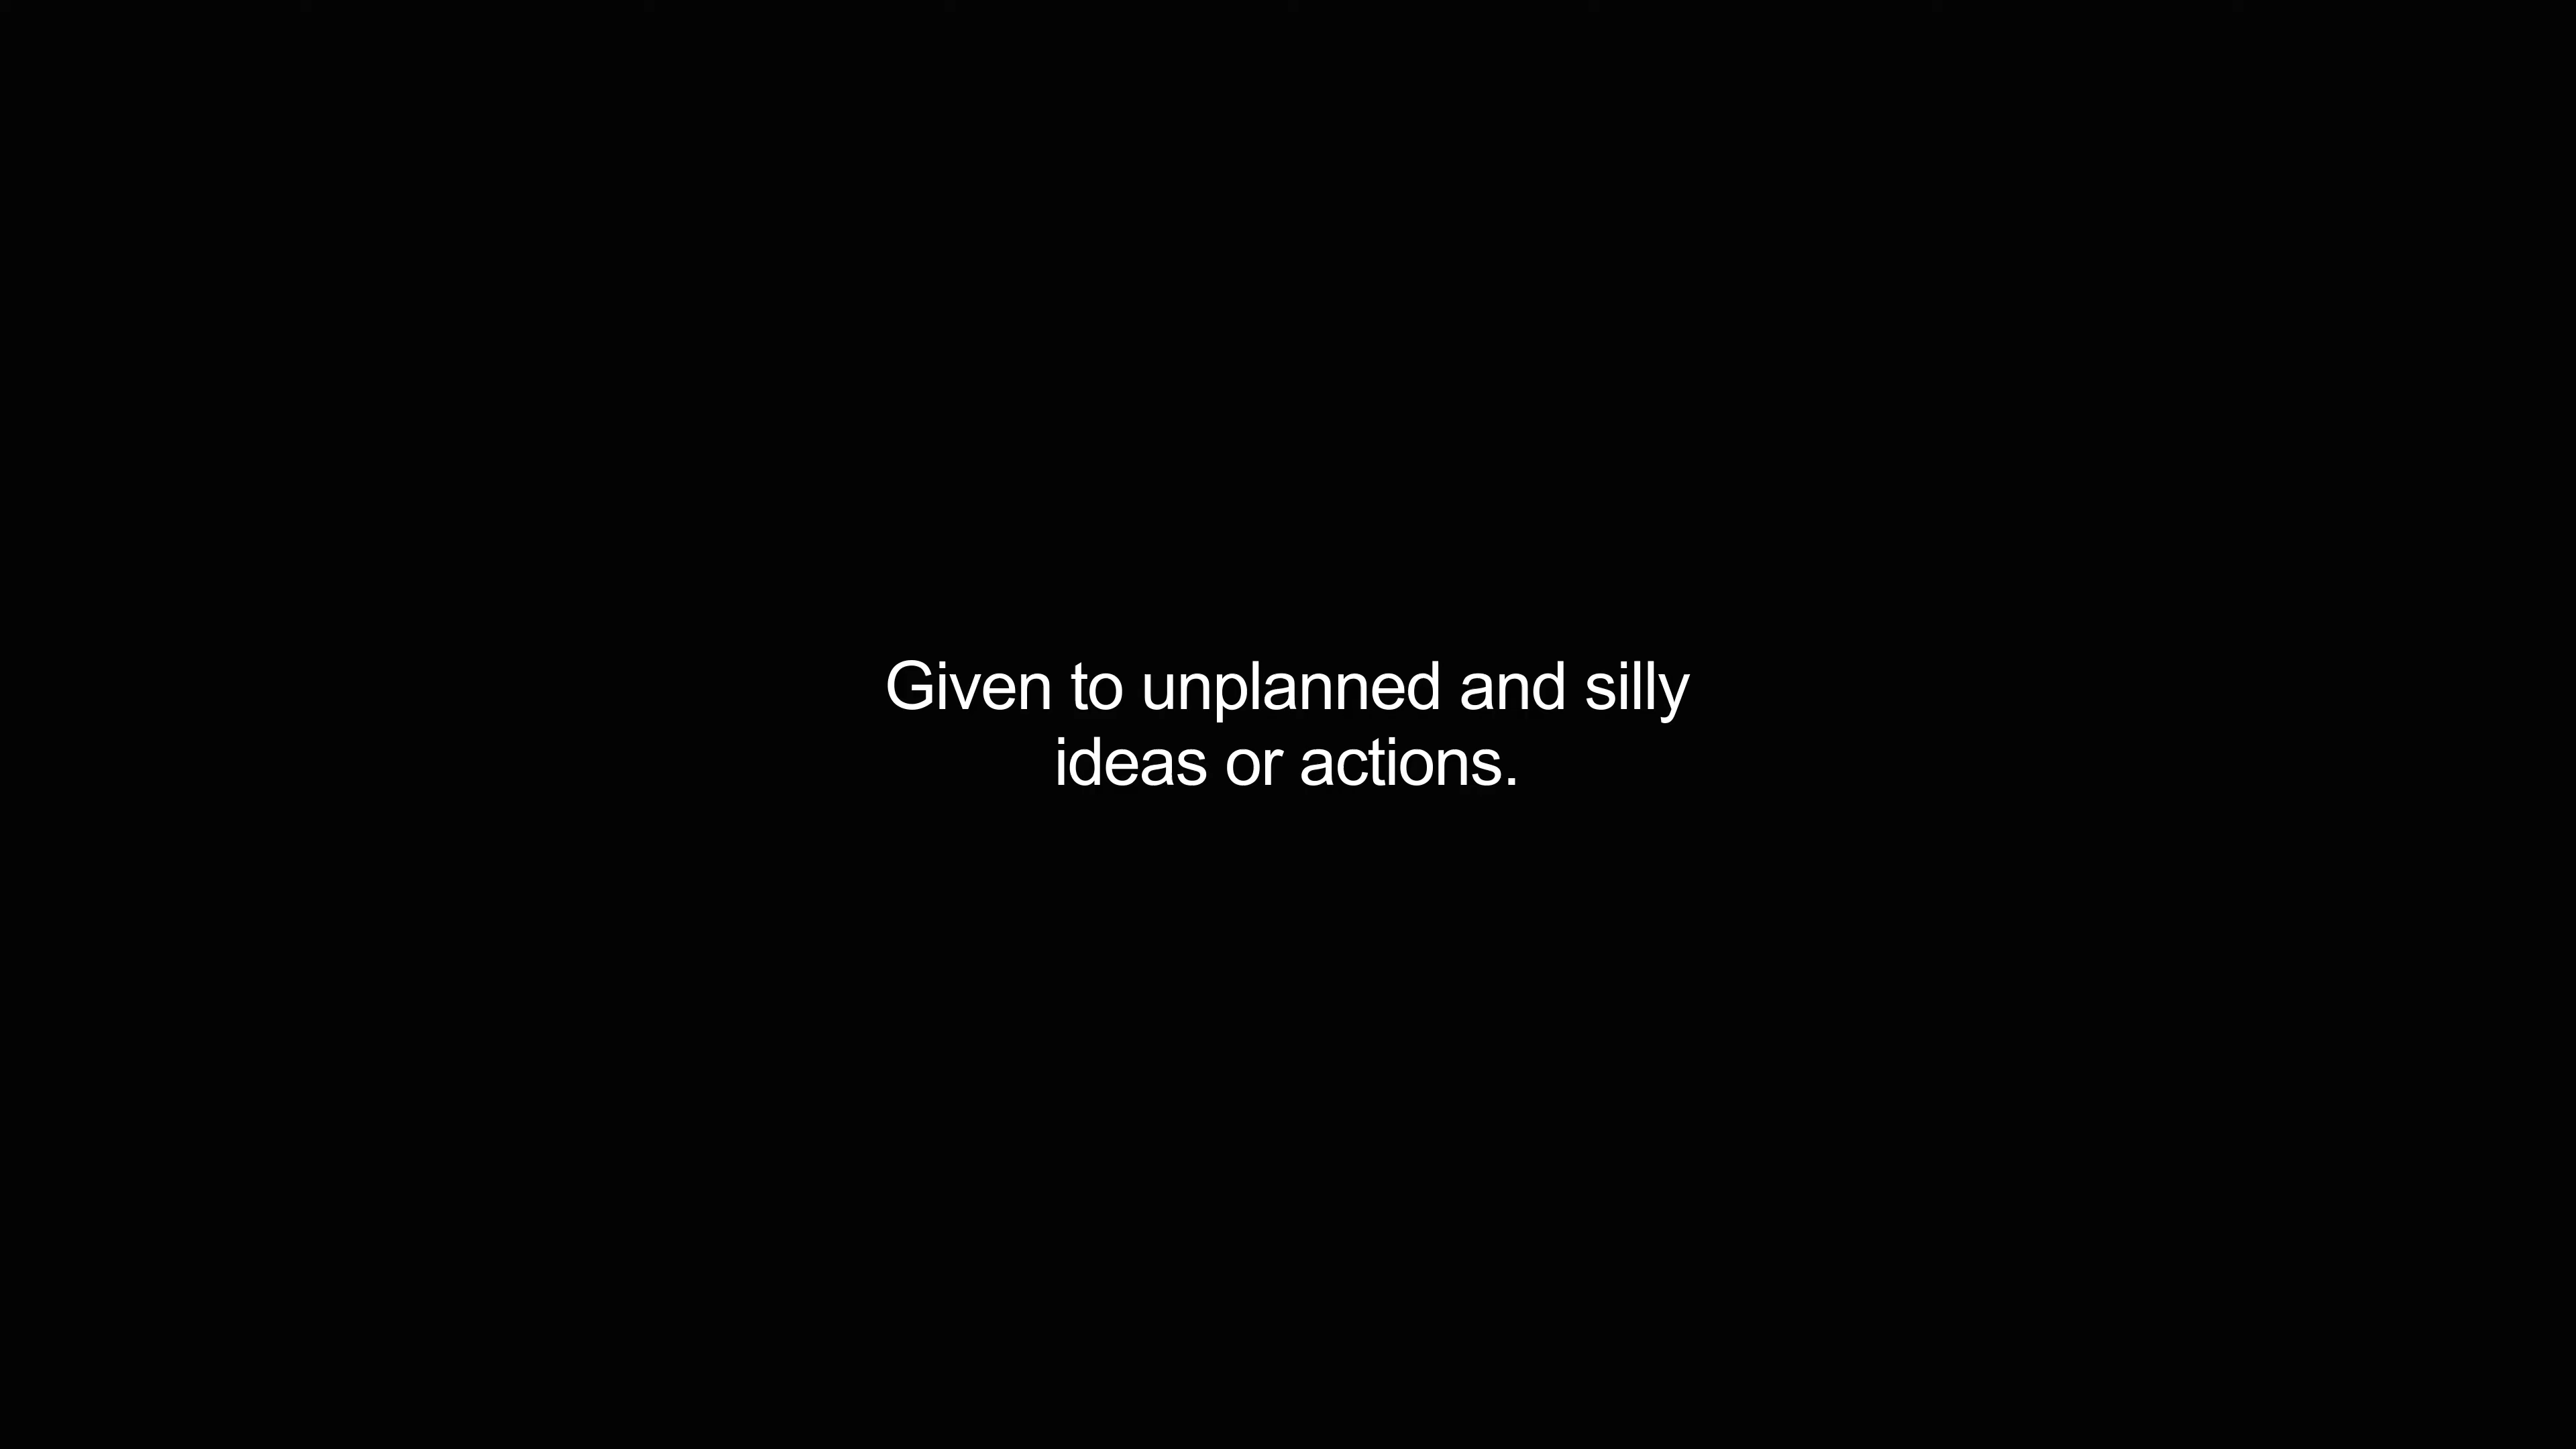 Given to unplanned and silly
ideas or actions.